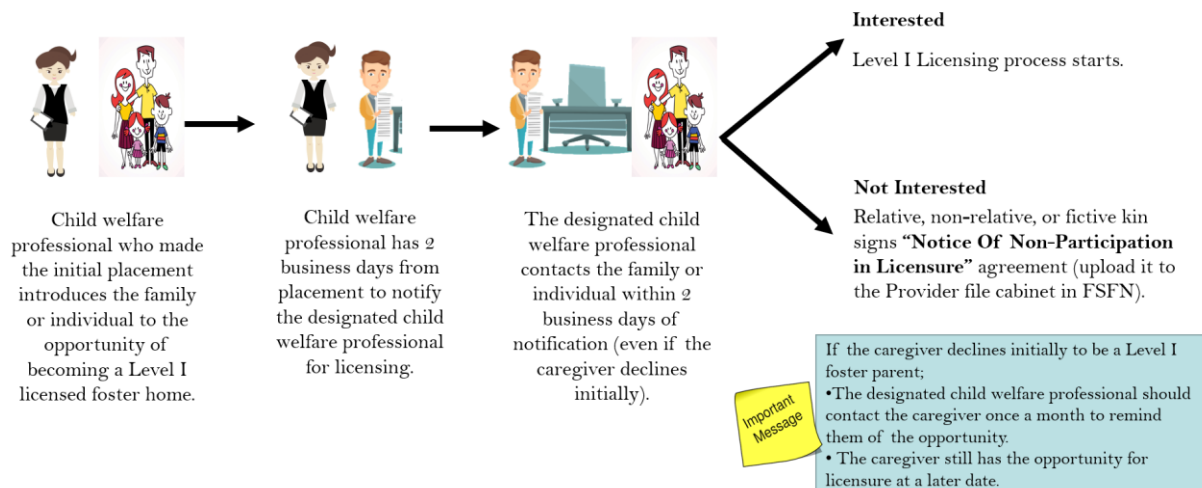 Child welfare
professional who made
the initial placement
introduces the family
or individual to the
opportunity of
becoming a Level I
licensed foster home.
Child welfare
professional has 2
business days from
placement to notify
the designated child
welfare professional
for licensing.
The designated child
welfare professional
contacts the family or
individual within 2
business days of
notification (even if the
caregiver declines
initially).
Interested
Level I Licensing process starts.
Not Interested
Relative, non-relative, or fictive kin
signs “Notice Of Non-Participation
in Licensure” agreement (upload it to
the Provider file cabinet in FSFN).
Important
Message
If the caregiver declines initially to be a Level I
foster parent;
•The designated child welfare professional should
contact the caregiver once a month to remind
them of the opportunity.
• The caregiver still has the opportunity for
licensure at a later date.